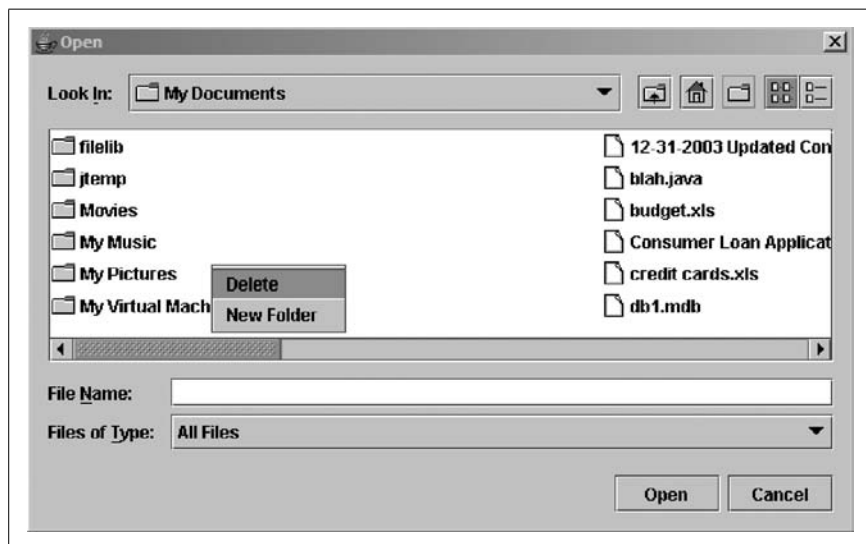 Open
Look In: My Documents
filelib
jtemp
Movies
My Music
My Pictures
My Virtual Mach
12-31-2003 Updated Con
blah.java
budget.xls
Consumer Loan Applicat
credit cards.xls
db1.mdb
Delete
New Folder
File Name:
Files of Type: All Files
Open Cancel